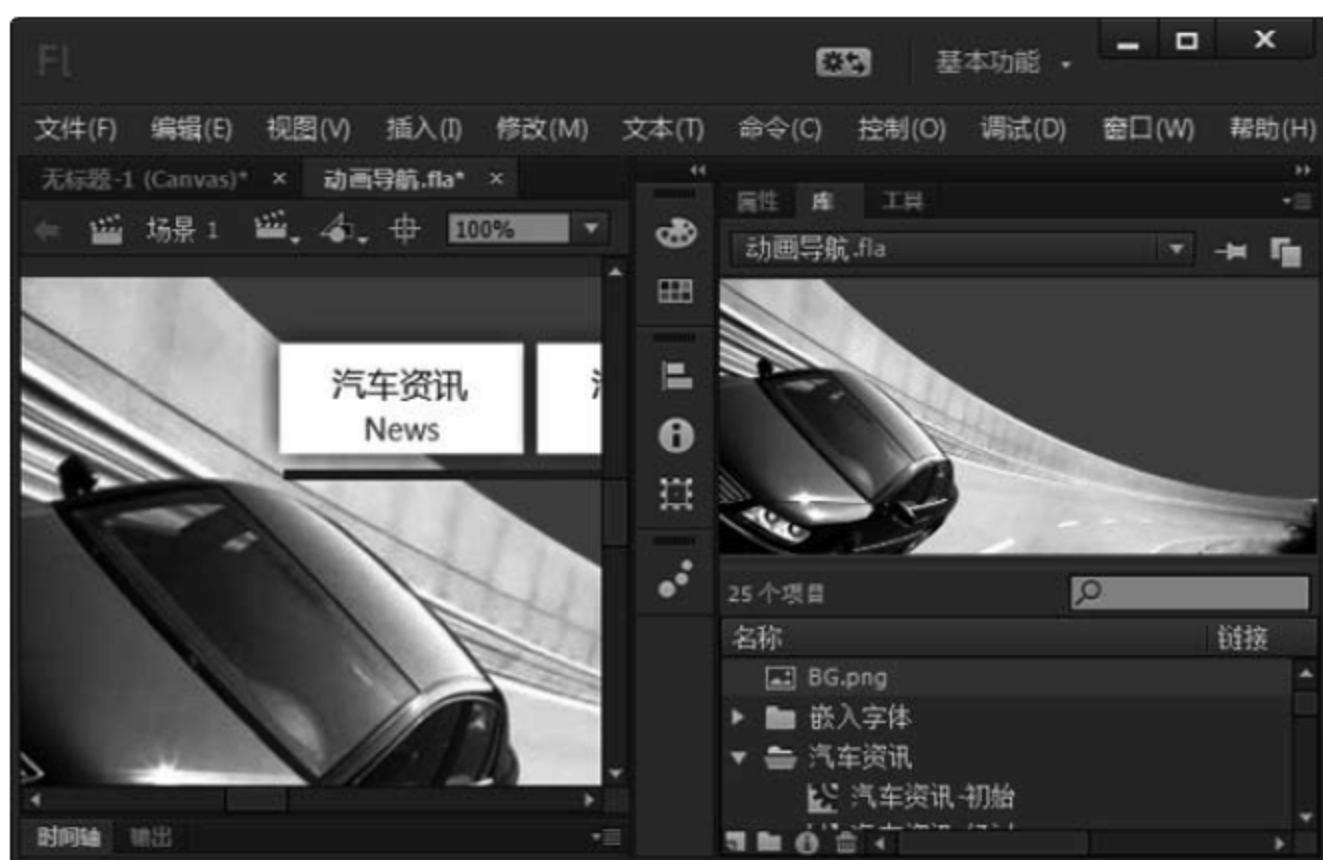 Fl
基本功能
文件(F) 编辑(E) 视图(V) 插入(I) 修改(M) 文本(T) 命令(C) 控制(O) 调试(D) 窗口(W) 帮助(H)
无标题-1 (Canvas)* × 动画导航.fla* ×
属性 库 工具
场景 1 100%
动画导航.fla
汽车资讯
News
25 个项目
名称 链接
BG.png
嵌入字体
汽车资讯
汽车资讯-初始
时间轴 输出